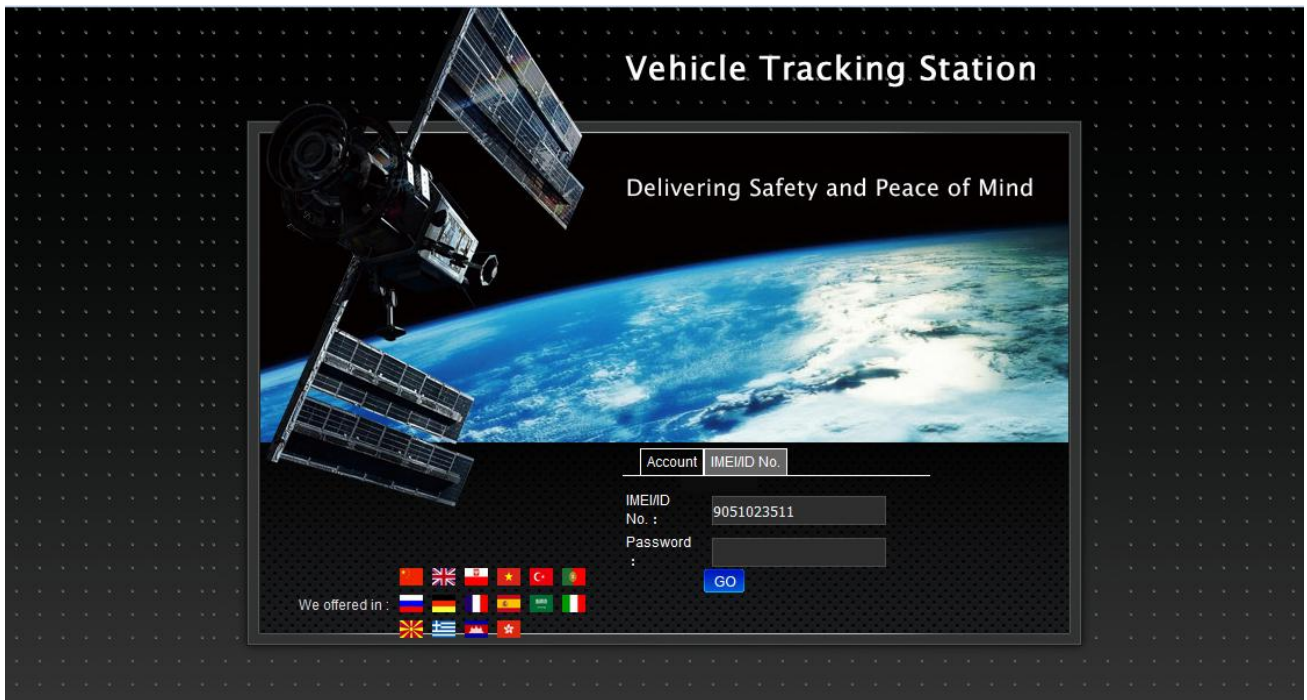 Vehicle Tracking Station
Delivering Safety and Peace of Mind
Account IMEI/ID No.
IMEI/ID
No. :
9051023511
Password
:
GO
We offered in :